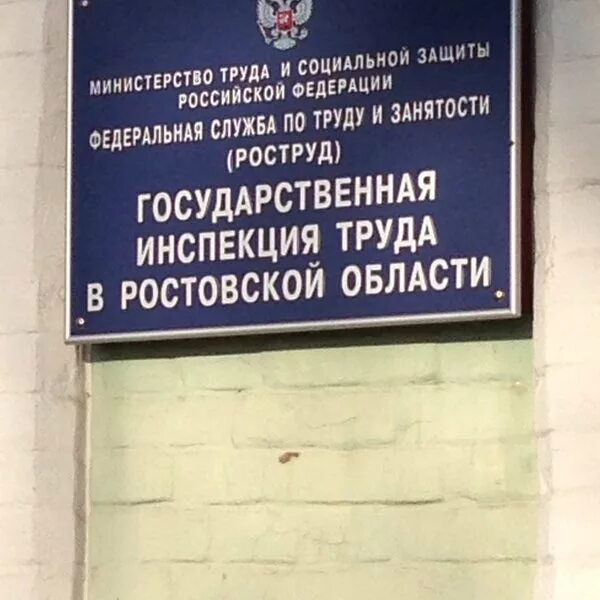 МИНИСТЕРСТВО ТРУДА И СОЦИАЛЬНОЙ ЗАЩИТЫ
РОССИЙСКОЙ ФЕДЕРАЦИИ
ФЕДЕРАЛЬНАЯ СЛУЖБА ПО ТРУДУ И ЗАНЯТОСТИ
(РОСТРУД)
ГОСУДАРСТВЕННАЯ
ИНСПЕКЦИЯ ТРУДА
В РОСТОВСКОЙ ОБЛАСТИ